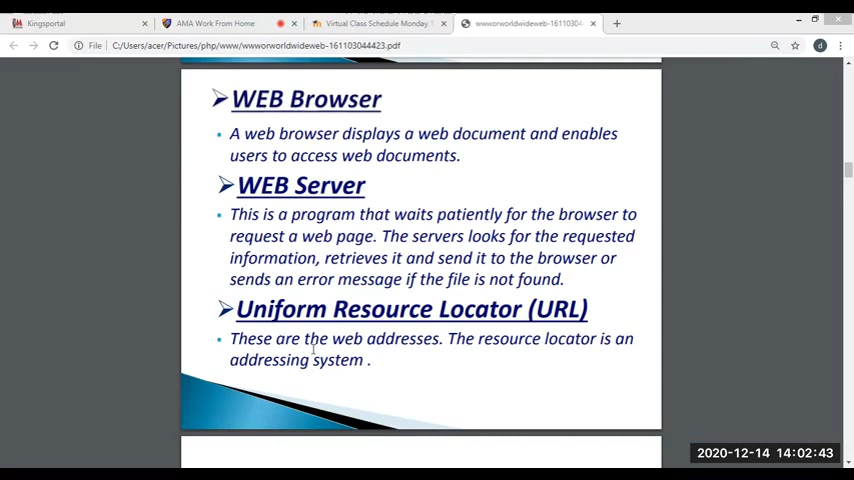 Kingsportal
AMA Work From Home
Virtual Class Schedule Monday
wwworworldwideweb-161103044
File
C:/Users/acer/Pictures/php/www/wwworworldwideweb-161103044423.pdf
d
WEB Browser
A web browser displays a web document and enables
users to access web documents.
WEB Server
This is a program that waits patiently for the browser to
request a web page. The servers looks for the requested
information, retrieves it and send it to the browser or
sends an error message if the file is not found.
Uniform Resource Locator (URL)
These are the web addresses. The resource locator is an
addressing system .
2020-12-14 14:02:43